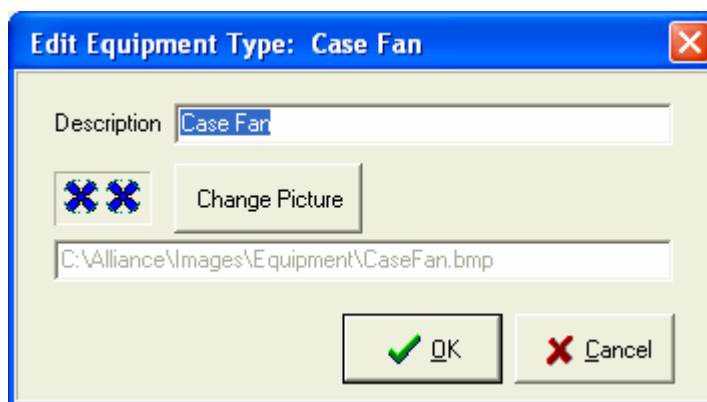 Edit Equipment Type: Case Fan
Description Case Fan
Change Picture
C:\Alliance\Images\Equipment\CaseFan.bmp
OK Cancel